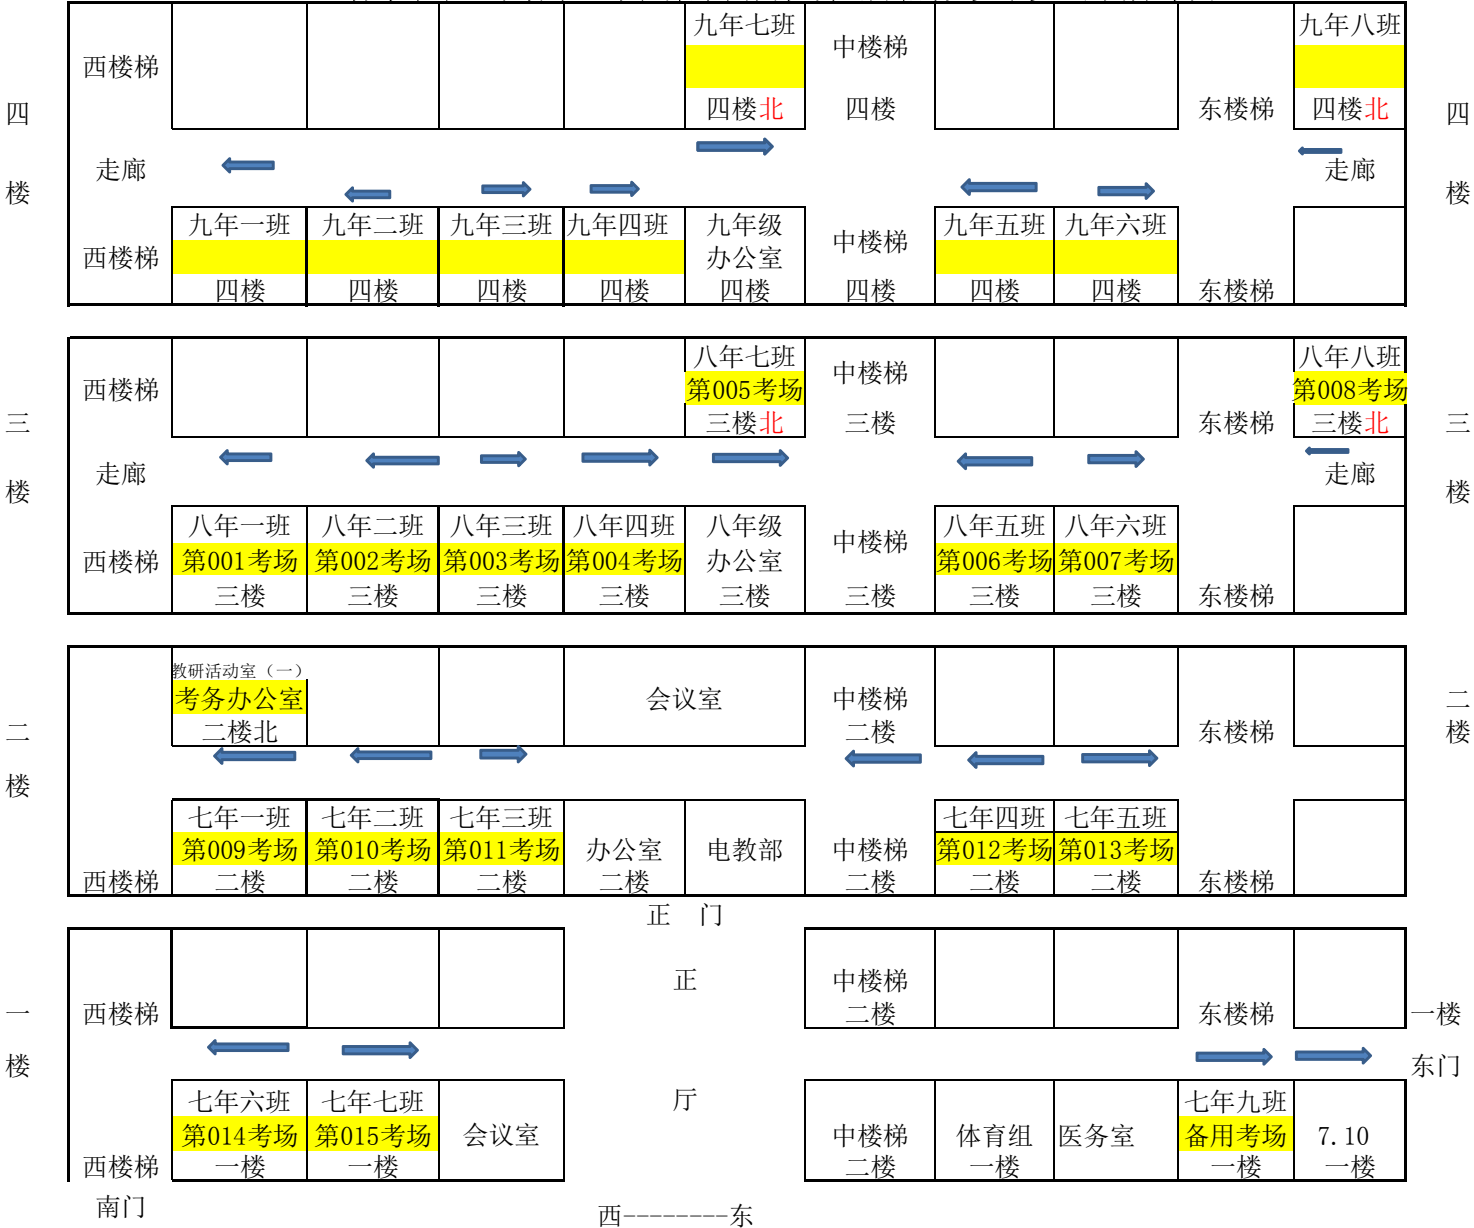 九年七班 九年八班
西楼梯 中楼梯
四楼北 四楼 东楼梯 四楼北
四楼 走廊 走廊 四楼
九年一班 九年二班 九年三班 九年四班 九年级 九年五班 九年六班
西楼梯 办公室 中楼梯
四楼 四楼 四楼 四楼 四楼 四楼 四楼 四楼 东楼梯
八年七班 八年八班
西楼梯 第005考场 中楼梯 第008考场
三楼北 三楼 东楼梯 三楼北
三楼 走廊 走廊 三楼
八年一班 八年二班 八年三班 八年四班 八年级 八年五班 八年六班
西楼梯 第001考场 第002考场 第003考场 第004考场 办公室 中楼梯 第006考场 第007考场
三楼 三楼 三楼 三楼 三楼 三楼 三楼 三楼 东楼梯
教研活动室（一）
考务办公室 会议室 中楼梯
二楼北 二楼 东楼梯
二楼 二楼
七年一班 七年二班 七年三班 七年四班 七年五班
第009考场 第010考场 第011考场 办公室 电教部 中楼梯 第012考场 第013考场
西楼梯 二楼 二楼 二楼 二楼 二楼 二楼 二楼 东楼梯
正 门
正 中楼梯
西楼梯 二楼 东楼梯 一楼
一楼 东门
七年六班 七年七班 厅 七年九班
第014考场 第015考场 会议室 中楼梯 体育组 医务室 备用考场 7.10
西楼梯 一楼 一楼 二楼 一楼 一楼 一楼
南门
西--------东